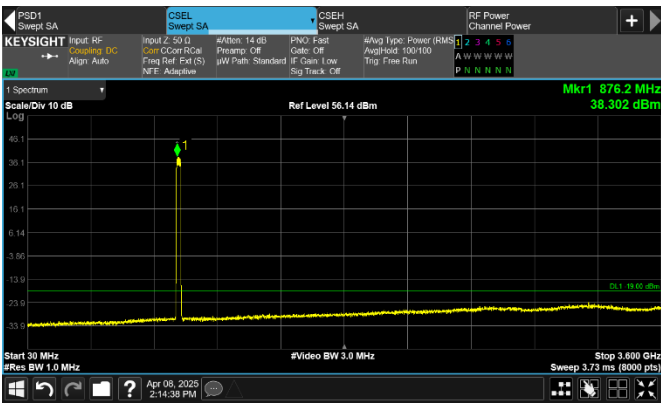 PSD1
Swept SA
CSEL
Swept SA
CSEH
Swept SA
RF Power
Channel Power
KEYSIGHT
Input: RF
Coupling: DC
Align: Auto
Input Z: 50 Ω
Corr CCorr RCal
Freq Ref: Ext (S)
NFE: Adaptive
#Atten: 14 dB
Preamp: Off
µW Path: Standard
PNO: Fast
Gate: Off
IF Gain: Low
Sig Track: Off
#Avg Type: Power (RMS
Avg|Hold: 100/100
Trig: Free Run
1 2 3 4 5 6
A W W W W W
P N N N N N
LXI
1 Spectrum
Mkr1 876.2 MHz
Scale/Div 10 dB
Ref Level 56.14 dBm
38.302 dBm
Log
46.1
36.1
26.1
16.1
6.14
-3.86
-13.9
-23.9
-33.9
1
DL1 -19.00 dBm
Start 30 MHz
#Video BW 3.0 MHz
Stop 3.600 GHz
#Res BW 1.0 MHz
Sweep 3.73 ms (8000 pts)
Apr 08, 2025
2:14:38 PM